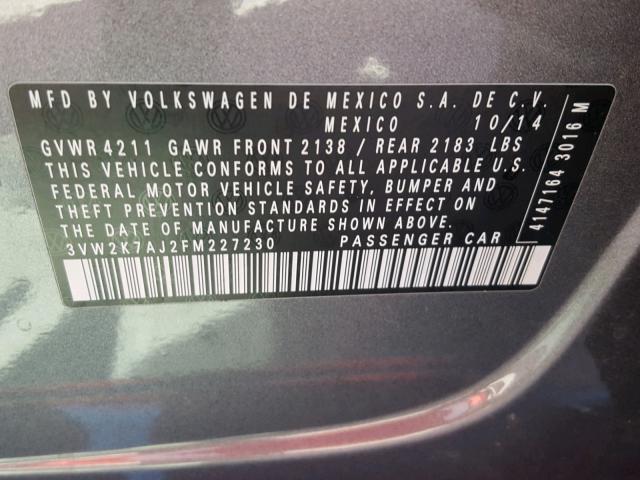 MFD BY VOLKSWAGEN DE MEXICO S.A. DE C.V.
MEXICO 10/14
GVWR 4211 GAWR FRONT 2138 / REAR 2183 LBS
THIS VEHICLE CONFORMS TO ALL APPLICABLE U.S.
FEDERAL MOTOR VEHICLE SAFETY, BUMPER AND
THEFT PREVENTION STANDARDS IN EFFECT ON
THE DATE OF MANUFACTURE SHOWN ABOVE.
3VW2K7AJ2FM227230 PASSENGER CAR
4147164 3016 M